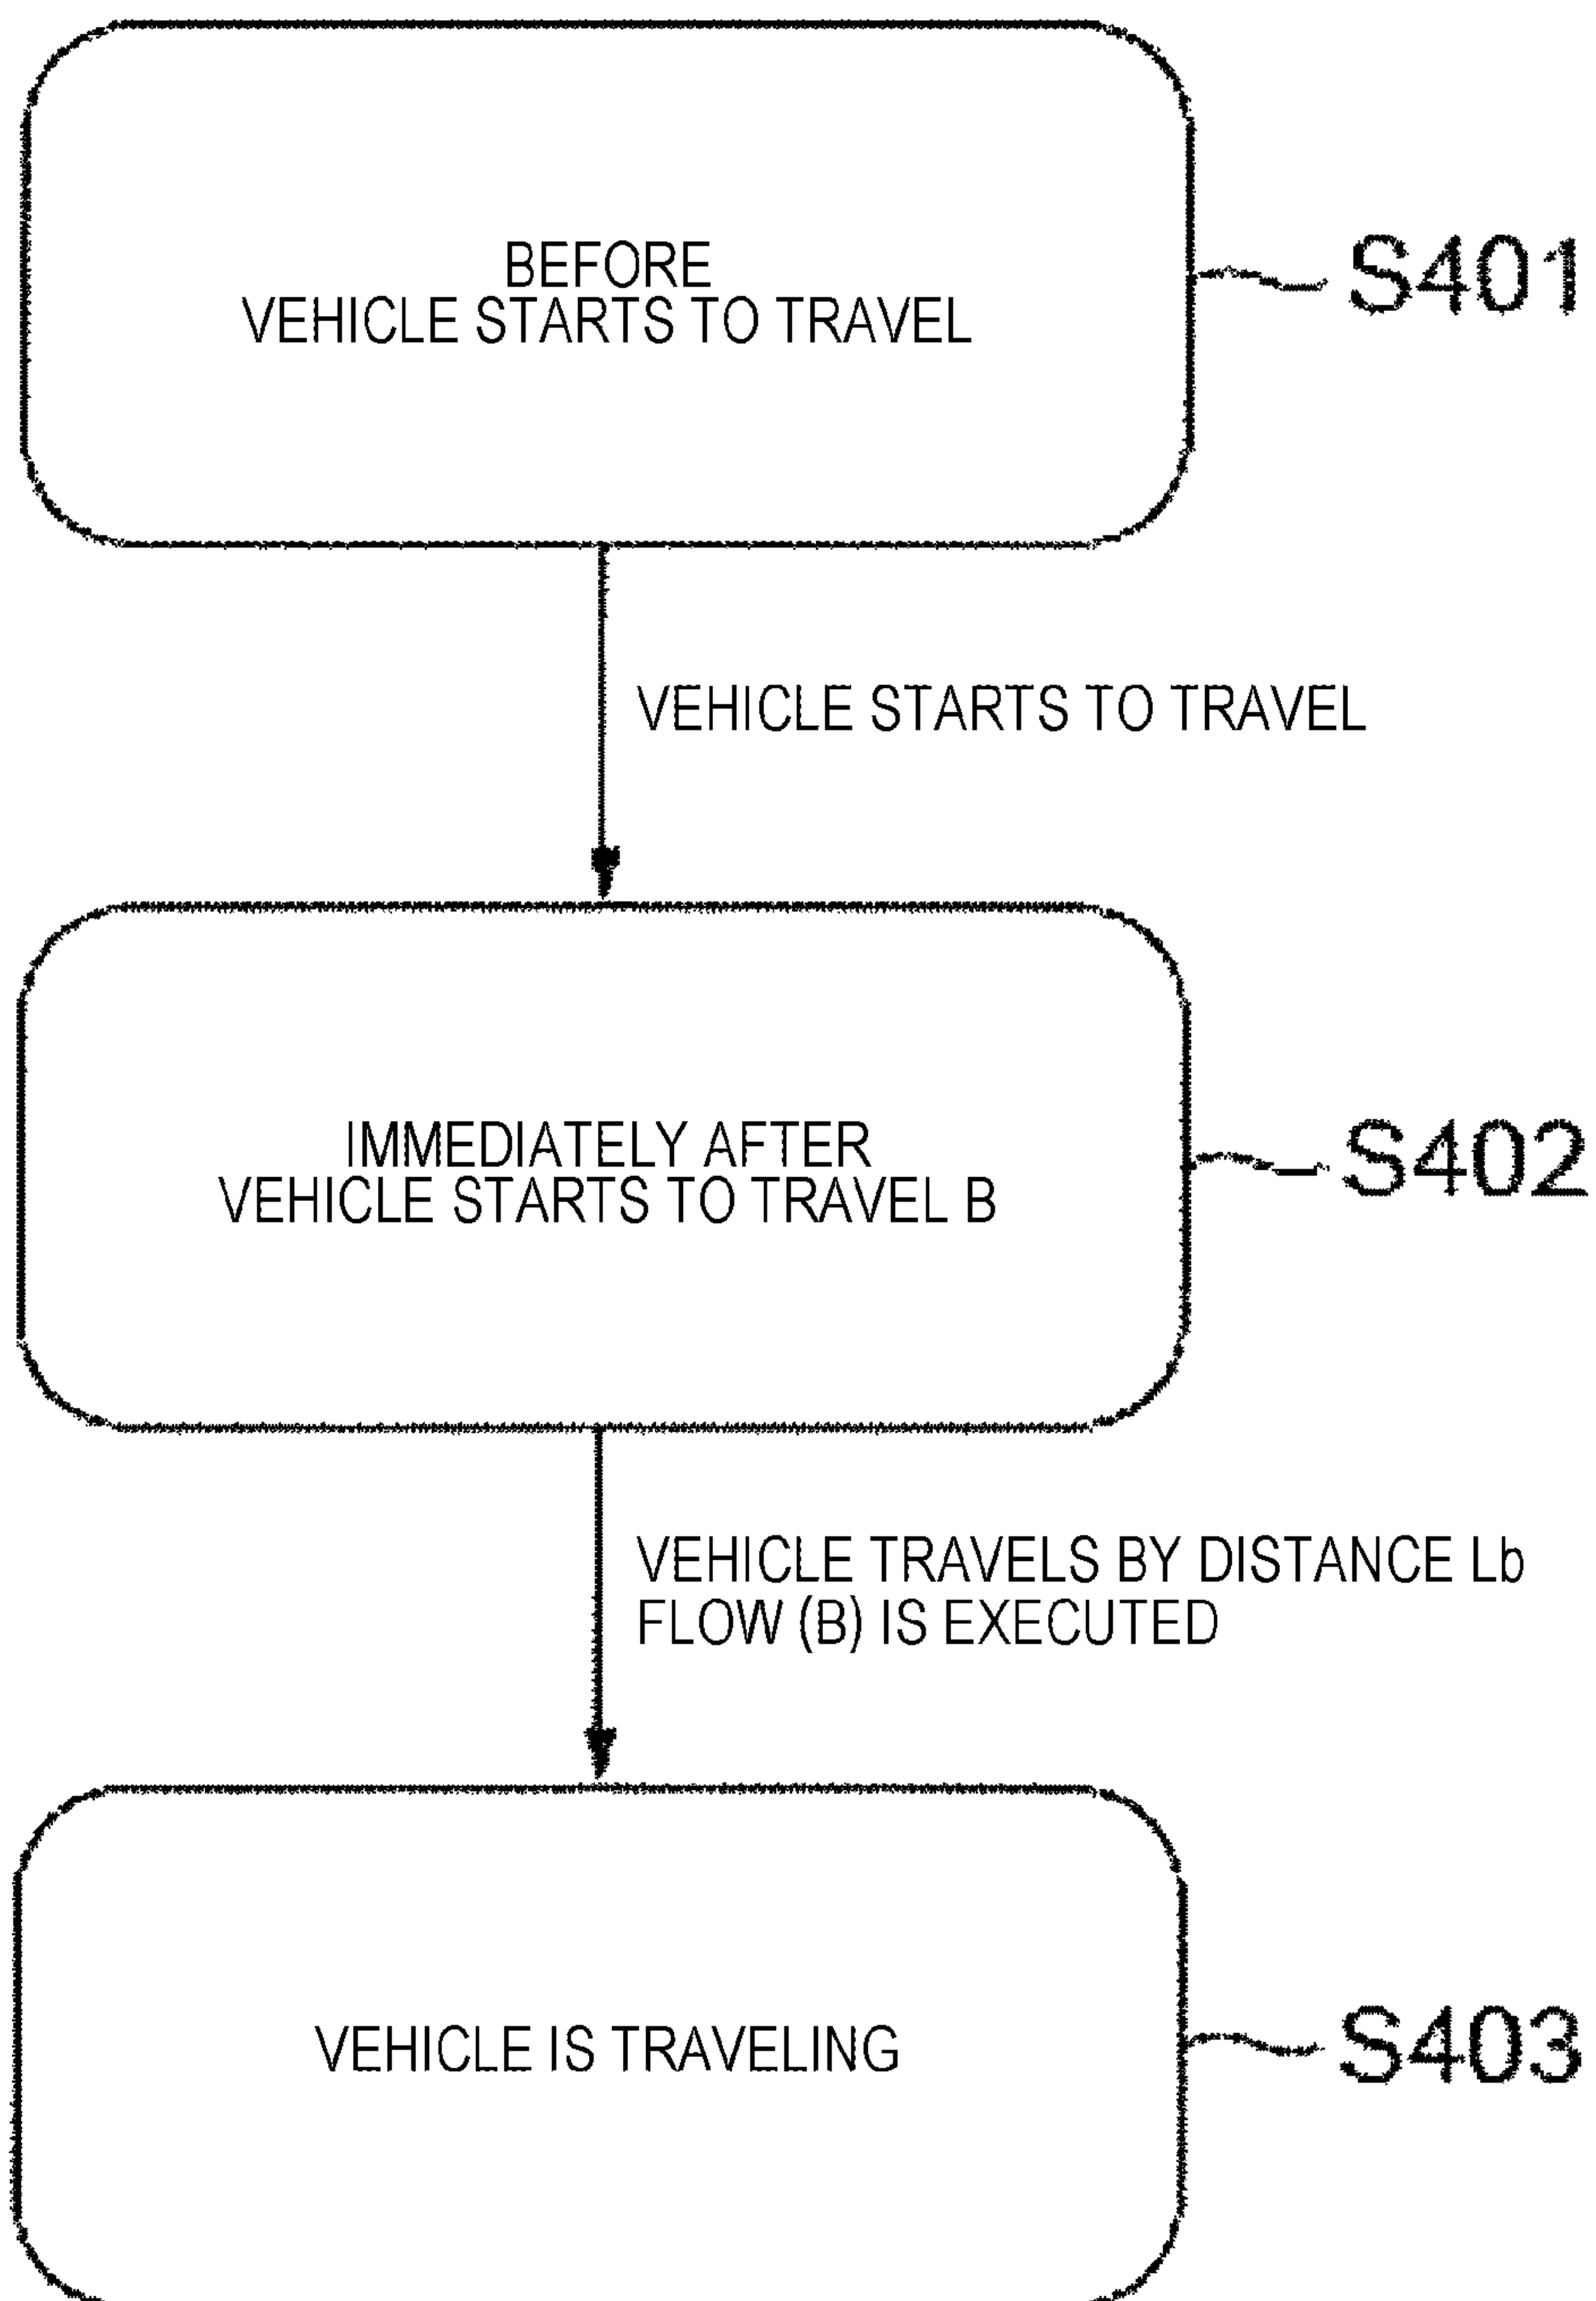 BEFORE
VEHICLE STARTS TO TRAVEL
S401
VEHICLE STARTS TO TRAVEL
IMMEDIATELY AFTER
VEHICLE STARTS TO TRAVEL B
S402
VEHICLE TRAVELS BY DISTANCE Lb
FLOW (B) IS EXECUTED
VEHICLE IS TRAVELING
S403